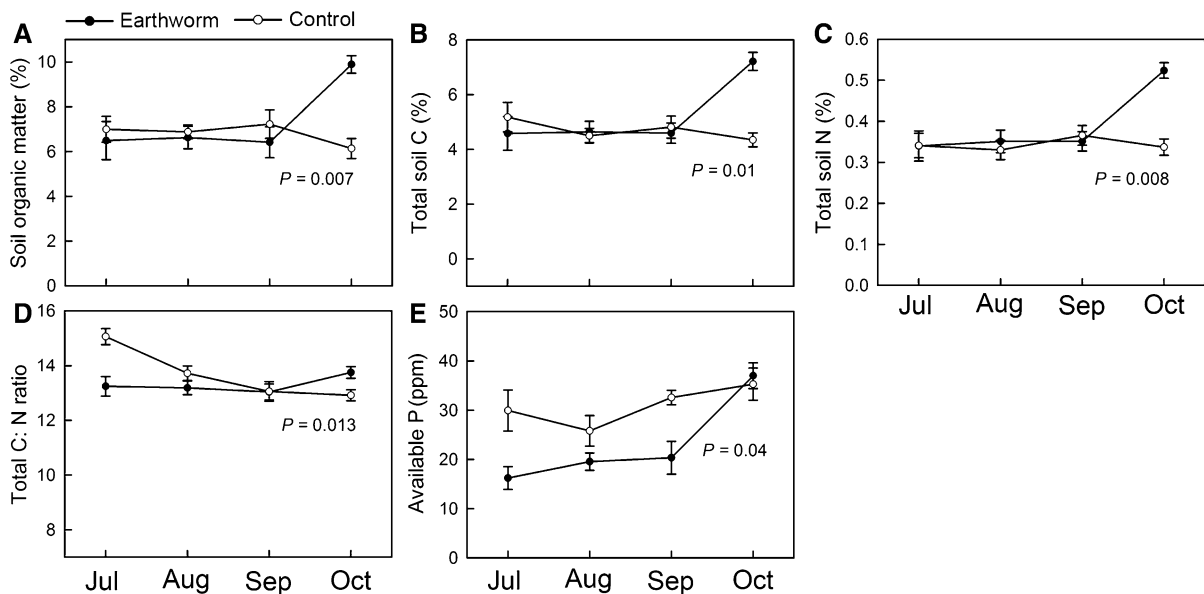 Earthworm Control
A
Soil organic matter (%)
10
8
6
4
2
0
P = 0.007
B
Total soil C (%)
8
6
4
2
0
P = 0.01
C
Total soil N (%)
0.6
0.5
0.4
0.3
0.2
0.1
0.0
P = 0.008
Jul Aug Sep Oct
D
Total C: N ratio
16
14
12
10
8
P = 0.013
Jul Aug Sep Oct
E
Available P (ppm)
50
40
30
20
10
0
P = 0.04
Jul Aug Sep Oct